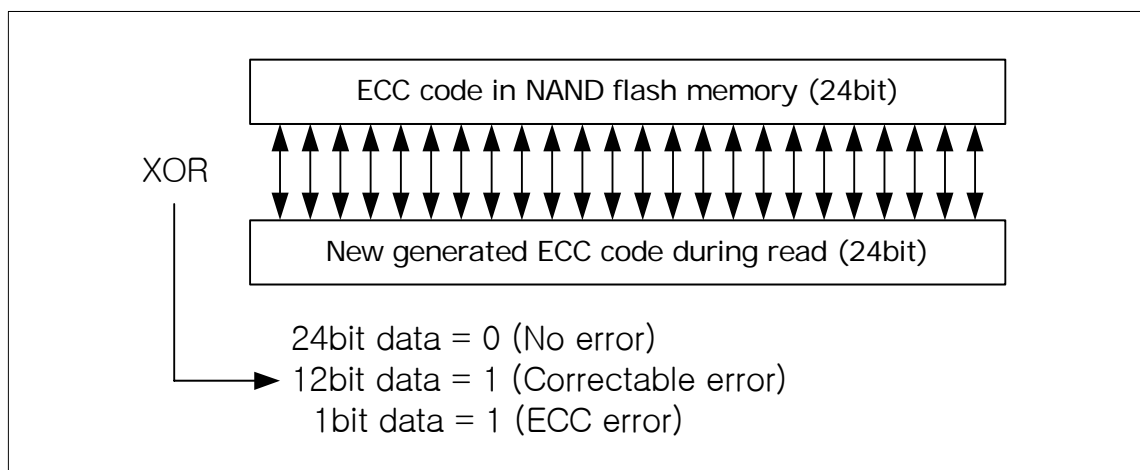 ECC code in NAND flash memory (24bit)
XOR
New generated ECC code during read (24bit)
24bit data = 0 (No error)
12bit data = 1 (Correctable error)
1bit data = 1 (ECC error)